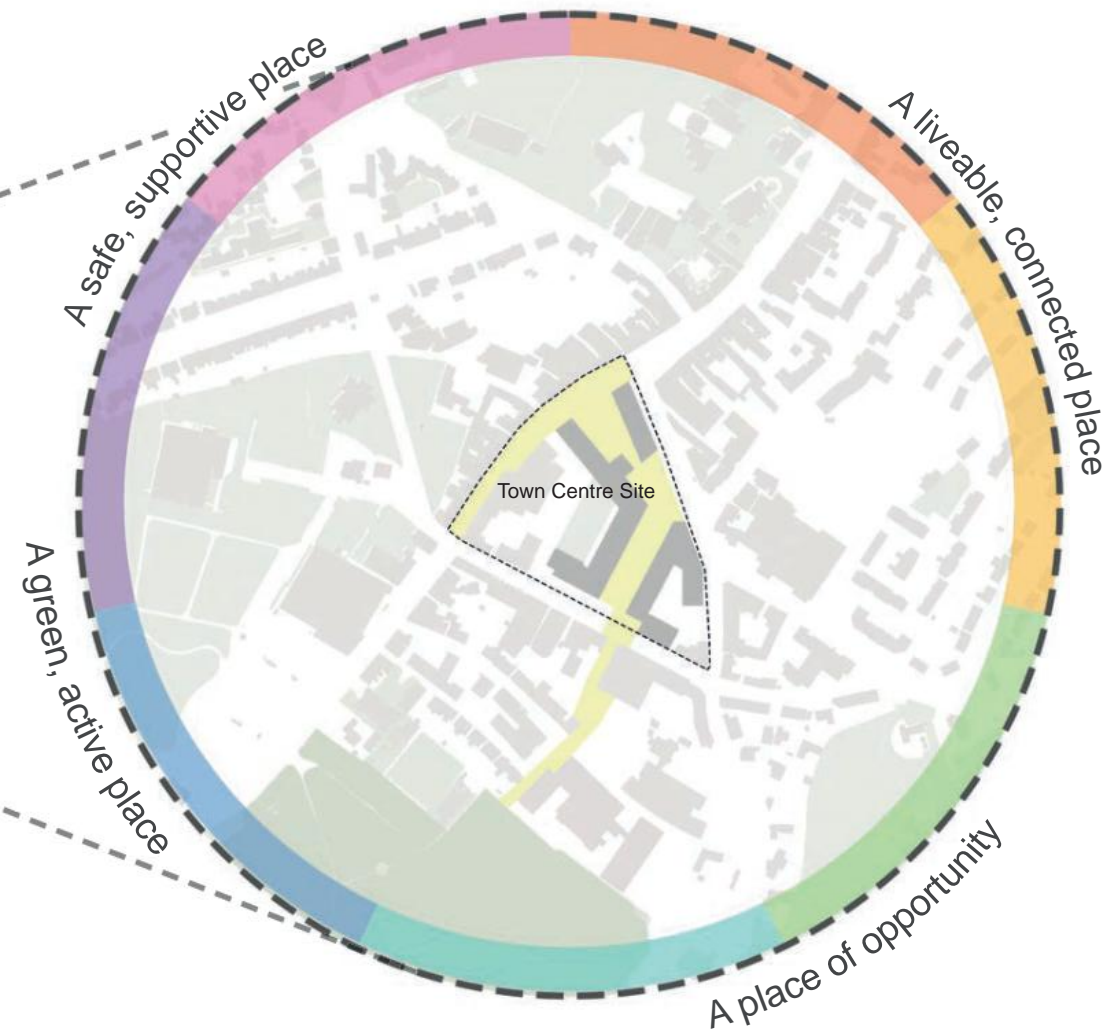 A safe, supportive place
A liveable, connected place
Town Centre Site
A green, active place
A place of opportunity